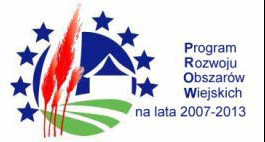 Program
Rozwoju
Obszarów
Wiejskich
na lata 2007-2013